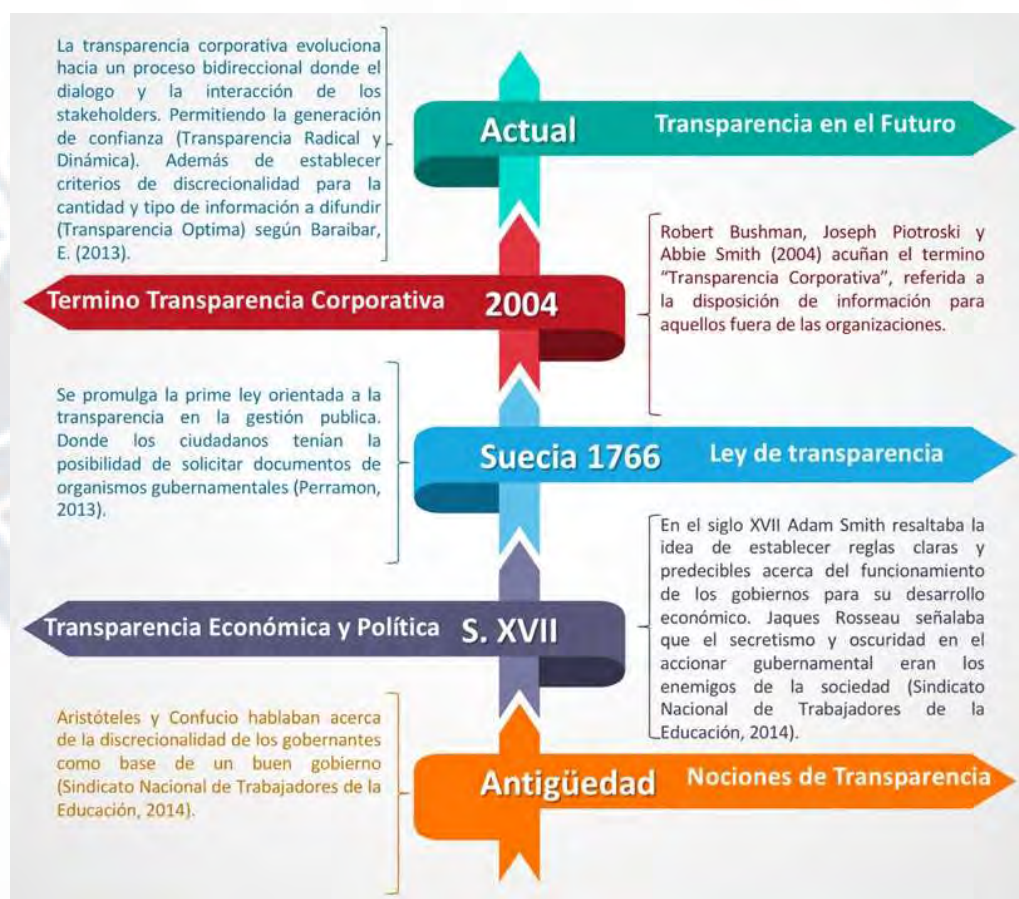 La transparencia corporativa evoluciona
hacia un proceso bidireccional donde el
dialogo y la interacción de los
stakeholders. Permitiendo la generación
de confianza (Transparencia Radical y
Dinámica). Además de establecer
criterios de discrecionalidad para la
cantidad y tipo de información a difundir
(Transparencia Optima) según Baraibar,
E. (2013).
Actual
Transparencia en el Futuro
Robert Bushman, Joseph Piotroski y
Abbie Smith (2004) acuñan el termino
“Transparencia Corporativa”, referida a
la disposición de información para
aquellos fuera de las organizaciones.
Termino Transparencia Corporativa
2004
Se promulga la prime ley orientada a la
transparencia en la gestión publica.
Donde los ciudadanos tenían la
posibilidad de solicitar documentos de
organismos gubernamentales (Perramon,
2013).
Suecia 1766
Ley de transparencia
En el siglo XVII Adam Smith resaltaba la
idea de establecer reglas claras y
predecibles acerca del funcionamiento
de los gobiernos para su desarrollo
económico. Jaques Rosseau señalaba
que el secretismo y oscuridad en el
accionar gubernamental eran los
enemigos de la sociedad (Sindicato
Nacional de Trabajadores de la
Educación, 2014).
Transparencia Económica y Política
S. XVII
Aristóteles y Confucio hablaban acerca
de la discrecionalidad de los gobernantes
como base de un buen gobierno
(Sindicato Nacional de Trabajadores de la
Educación, 2014).
Antigüedad
Nociones de Transparencia